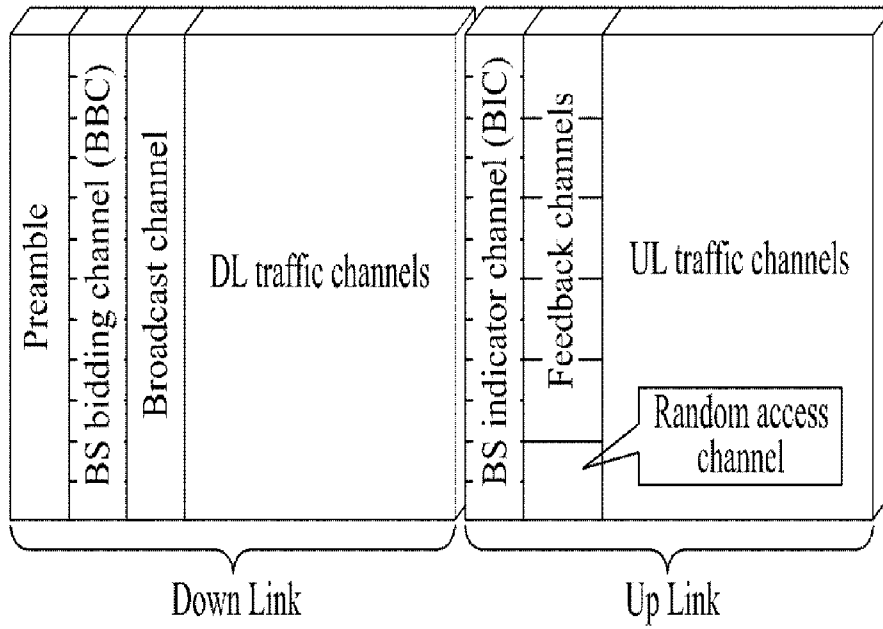 Preamble
BS bidding channel (BBC)
Broadcast channel
DL traffic channels
BS indicator channel (BIC)
Feedback channels
UL traffic channels
Random access
channel
Down Link
Up Link